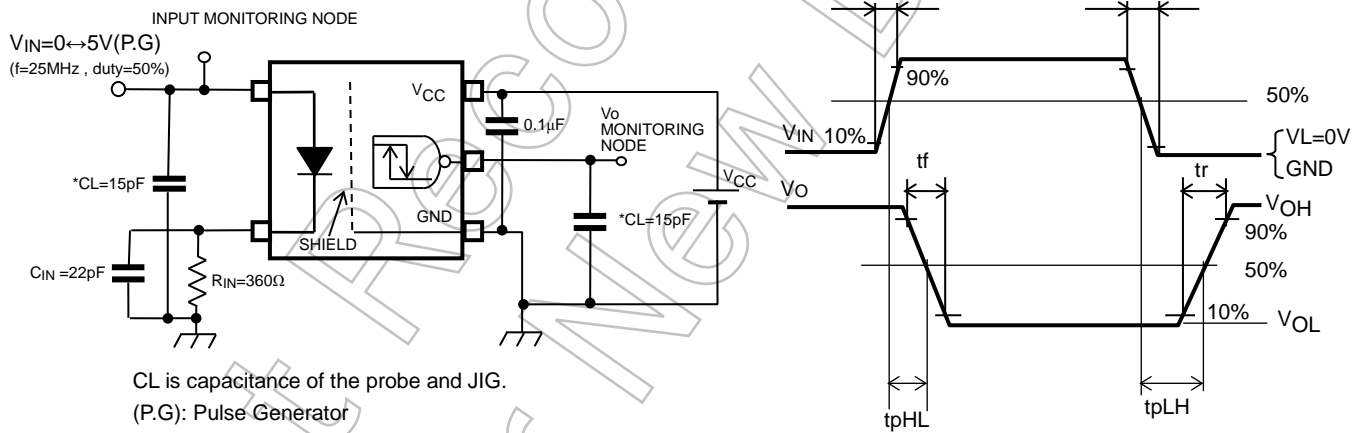 INPUT MONITORING NODE
VIN=0↔5V(P.G)
(f=25MHz , duty=50%)
*CL=15pF
CIN =22pF
RIN=360Ω
SHIELD
VCC
GND
0.1μF
Vo
MONITORING
NODE
*CL=15pF
VCC
CL is capacitance of the probe and JIG.
(P.G): Pulse Generator
90%
50%
VIN 10%
VL=0V
GND
tf
tr
VO
VOH
90%
50%
10%
VOL
tpHL
tpLH